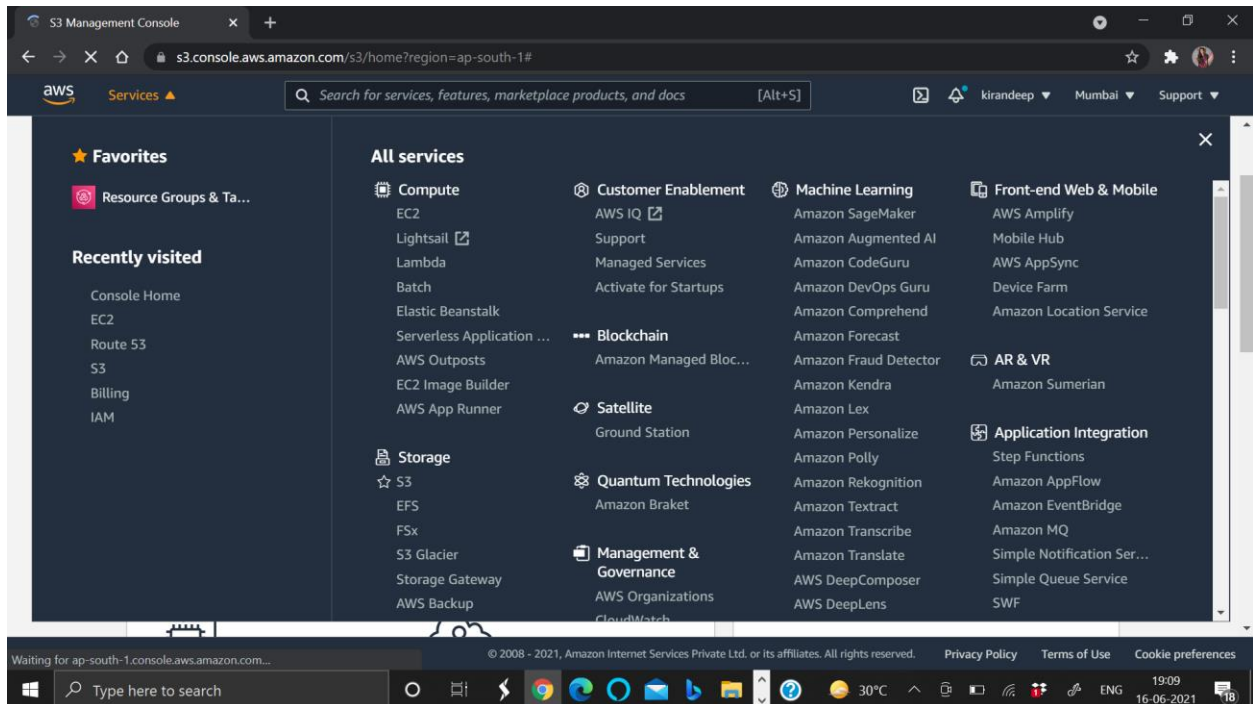 S3 Management Console
s3.console.aws.amazon.com/s3/home?region=ap-south-1#
aws
Services
Search for services, features, marketplace products, and docs [Alt+S]
kirandeep
Mumbai
Support
Favorites
Resource Groups & Ta...
Recently visited
Console Home
EC2
Route 53
S3
Billing
IAM
All services
Compute
EC2
Lightsail
Lambda
Batch
Elastic Beanstalk
Serverless Application ...
AWS Outposts
EC2 Image Builder
AWS App Runner
Storage
S3
EFS
FSx
S3 Glacier
Storage Gateway
AWS Backup
Customer Enablement
AWS IQ
Support
Managed Services
Activate for Startups
Blockchain
Amazon Managed Bloc...
Satellite
Ground Station
Quantum Technologies
Amazon Braket
Management &
Governance
AWS Organizations
CloudWatch
Machine Learning
Amazon SageMaker
Amazon Augmented AI
Amazon CodeGuru
Amazon DevOps Guru
Amazon Comprehend
Amazon Forecast
Amazon Fraud Detector
Amazon Kendra
Amazon Lex
Amazon Personalize
Amazon Polly
Amazon Rekognition
Amazon Textract
Amazon Transcribe
Amazon Translate
AWS DeepComposer
AWS DeepLens
Front-end Web & Mobile
AWS Amplify
Mobile Hub
AWS AppSync
Device Farm
Amazon Location Service
AR & VR
Amazon Sumerian
Application Integration
Step Functions
Amazon AppFlow
Amazon EventBridge
Amazon MQ
Simple Notification Ser...
Simple Queue Service
SWF
Waiting for ap-south-1.console.aws.amazon.com...
© 2008 - 2021, Amazon Internet Services Private Ltd. or its affiliates. All rights reserved.
Privacy Policy
Terms of Use
Cookie preferences
Type here to search
30°C
ENG
19:09
16-06-2021
18